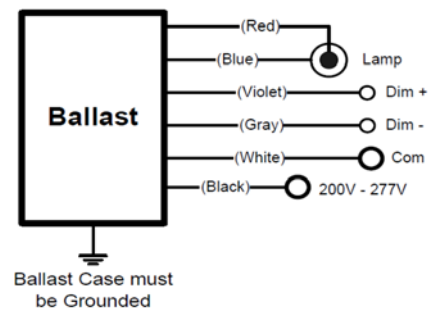 (Red)
(Blue) Lamp
(Violet) Dim +
Ballast
(Gray) Dim -
(White) Com
(Black) 200V - 277V
Ballast Case must
be Grounded